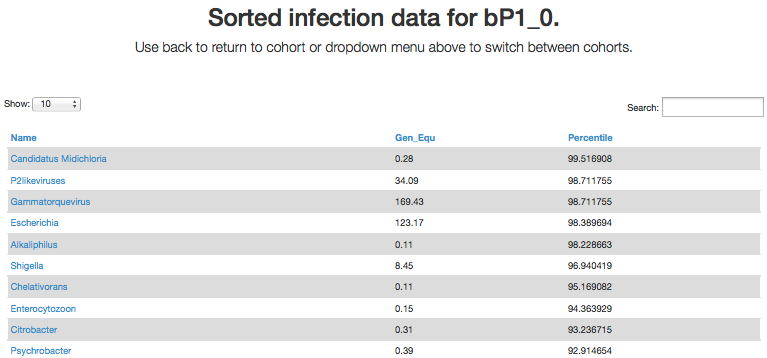 Sorted infection data for bP1_0.
Use back to return to cohort or dropdown menu above to switch between cohorts.
Show: 10
Search:
Name Gen_Equ Percentile
Candidatus Midichloria 0.28 99.516908
P2likeviruses 34.09 98.711755
Gammatorquevirus 169.43 98.711755
Escherichia 123.17 98.389694
Alkaliphilus 0.11 98.228663
Shigella 8.45 96.940419
Chelativorans 0.11 95.169082
Enterocytozoon 0.15 94.363929
Citrobacter 0.31 93.236715
Psychrobacter 0.39 92.914654